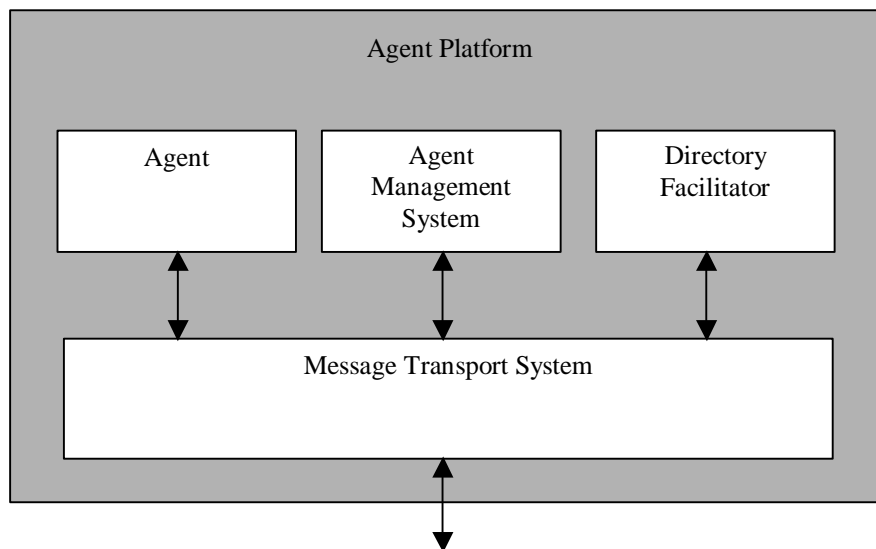 Agent Platform
Agent
Agent
Management
System
Directory
Facilitator
Message Transport System